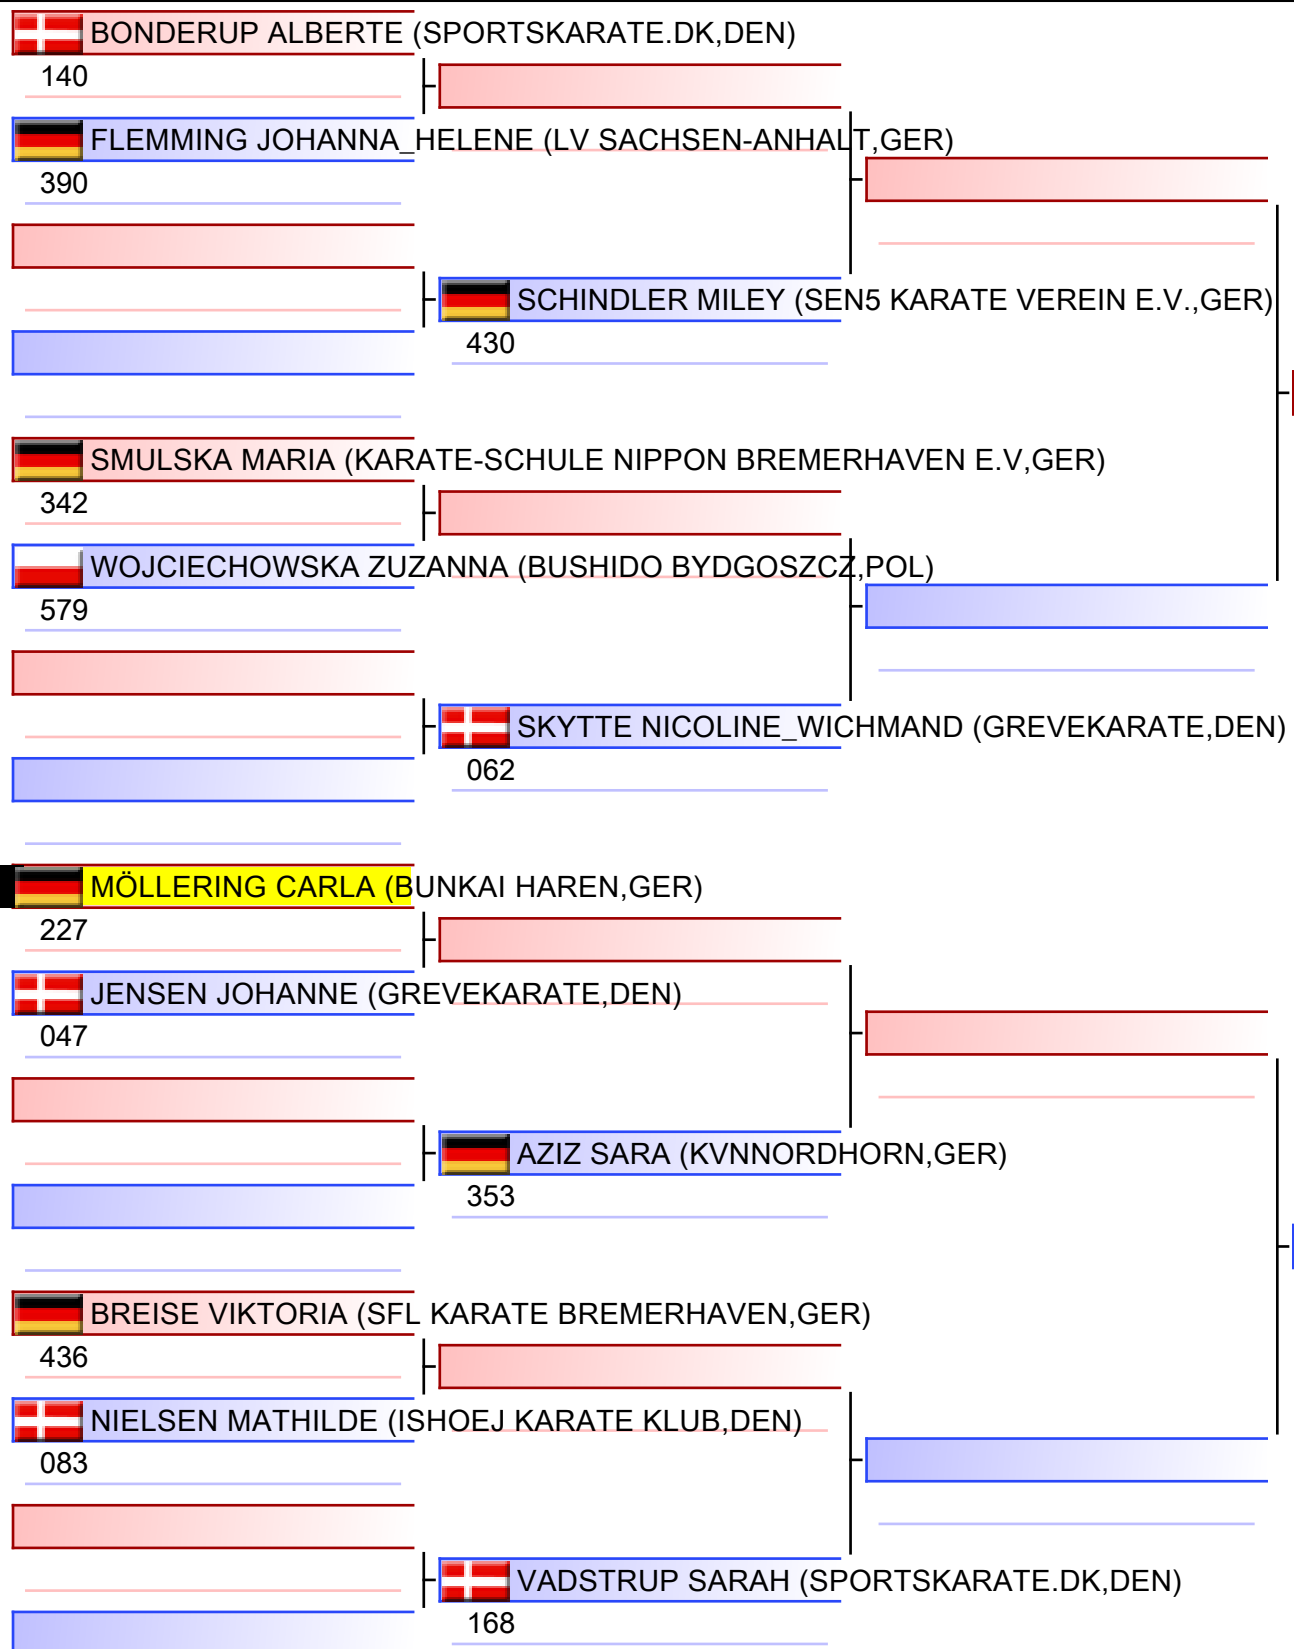 BONDERUP ALBERTE (SPORTSKARATE.DK,DEN)
140
FLEMMING JOHANNA_HELENE (LV SACHSEN-ANHALT,GER)
390
SCHINDLER MILEY (SEN5 KARATE VEREIN E.V.,GER)
430
SMULSKA MARIA (KARATE-SCHULE NIPPON BREMERHAVEN E.V,GER)
342
WOJCIECHOWSKA ZUZANNA (BUSHIDO BYDGOSZCZ,POL)
579
SKYTTE NICOLINE_WICHMAND (GREVEKARATE,DEN)
062
MÖLLERING CARLA (BUNKAI HAREN,GER)
227
JENSEN JOHANNE (GREVEKARATE,DEN)
047
AZIZ SARA (KVNNORDHORN,GER)
353
BREISE VIKTORIA (SFL KARATE BREMERHAVEN,GER)
436
NIELSEN MATHILDE (ISHOEJ KARATE KLUB,DEN)
083
VADSTRUP SARAH (SPORTSKARATE.DK,DEN)
168